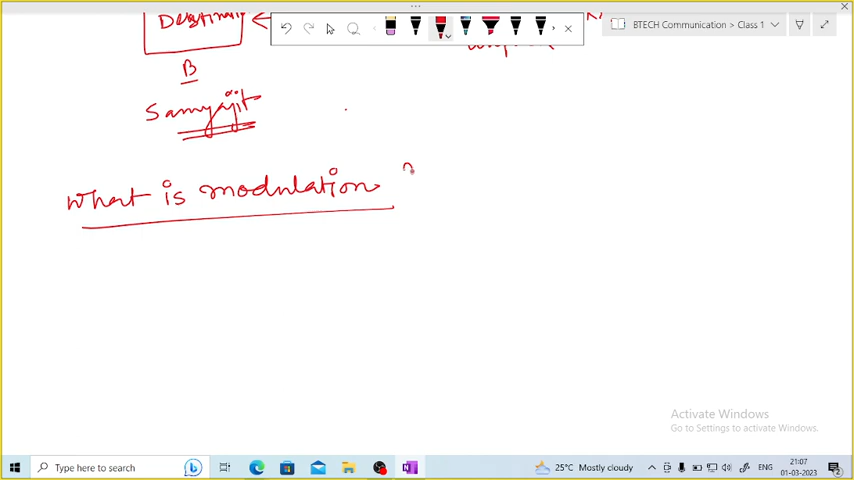 BTECH Communication > Class 1
B
Samyajit
What is modulation ?
Activate Windows
Go to Settings to activate Windows.
Type here to search
25°C Mostly cloudy
ENG
21:07
01-03-2023
2